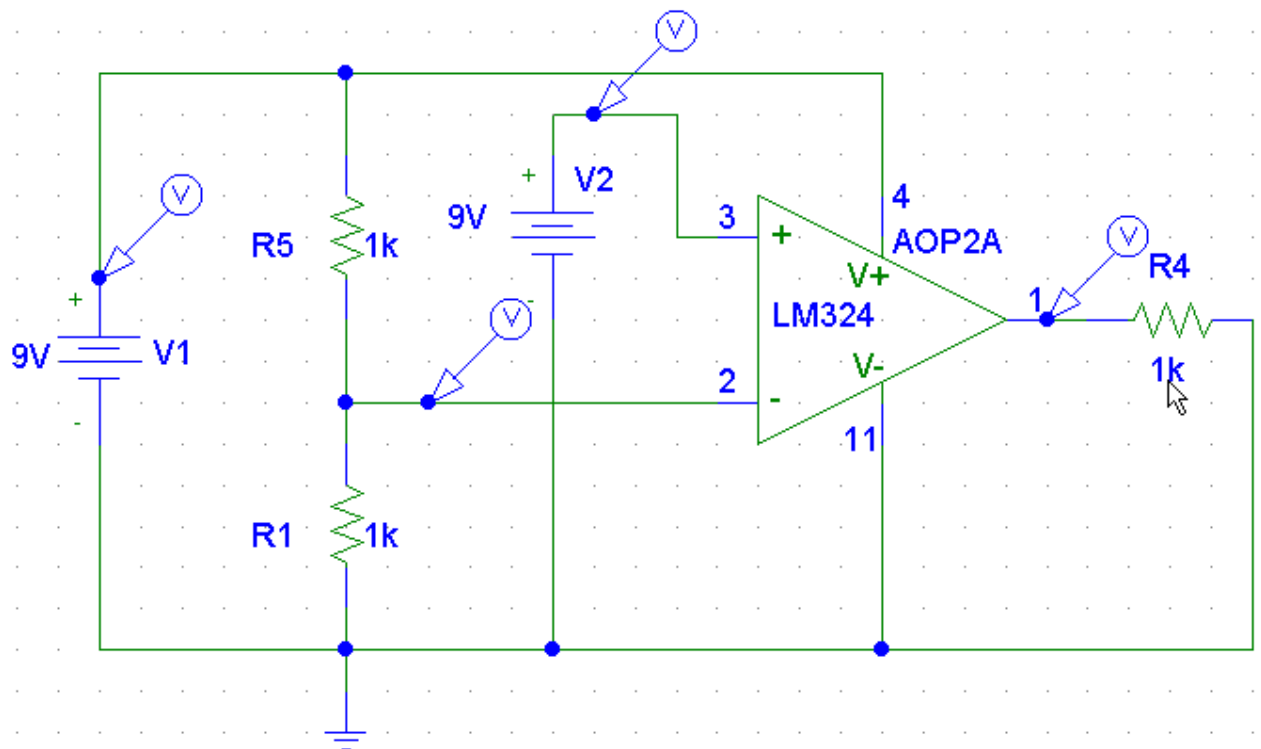 V
V
V2
9V
+
3
4
AOP2A
V
R5
1k
+
V+
R4
+
LM324
1
9V
V1
V
-
V-
1k
-
2
-
11
R1
1k